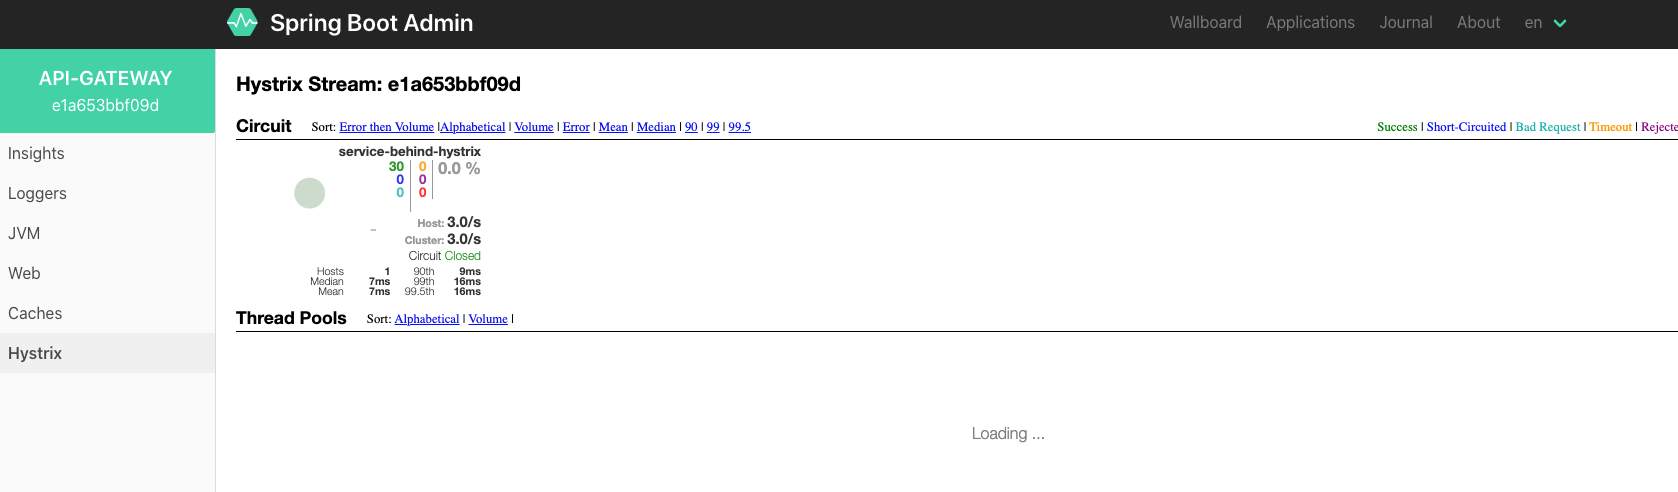 Spring Boot Admin
Wallboard Applications Journal About en
API-GATEWAY
e1a653bbf09d
Insights
Loggers
JVM
Web
Caches
Hystrix
Hystrix Stream: e1a653bbf09d
Circuit Sort: Error then Volume |Alphabetical | Volume | Error | Mean | Median | 90 | 99 | 99.5
Success | Short-Circuited | Bad Request | Timeout | Rejecte
service-behind-hystrix
30 0 0.0 %
0 0
0 0
Host: 3.0/s
Cluster: 3.0/s
Circuit Closed
Hosts 1 90th 9ms
Median 7ms 99th 16ms
Mean 7ms 99.5th 16ms
Thread Pools Sort: Alphabetical | Volume |
Loading ...